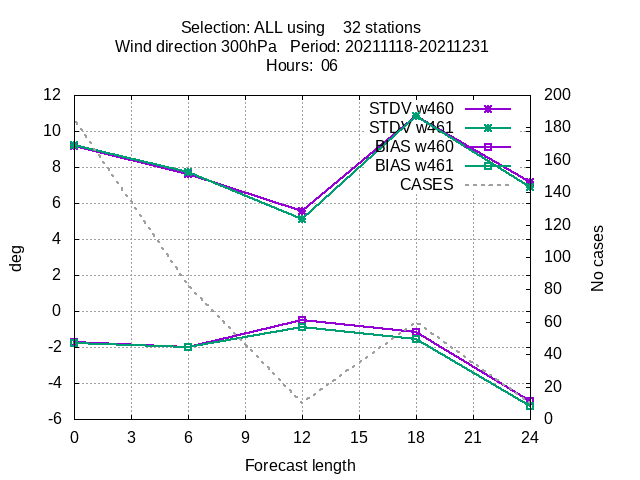 Selection: ALL using 32 stations
Wind direction 300hPa Period: 20211118-20211231
Hours: 06
STDV w460
STDV w461
BIAS w460
BIAS w461
CASES
12
10
8
6
4
2
0
-2
-4
-6
200
180
160
140
120
100
80
60
40
20
0
deg
No cases
0 3 6 9 12 15 18 21 24
Forecast length